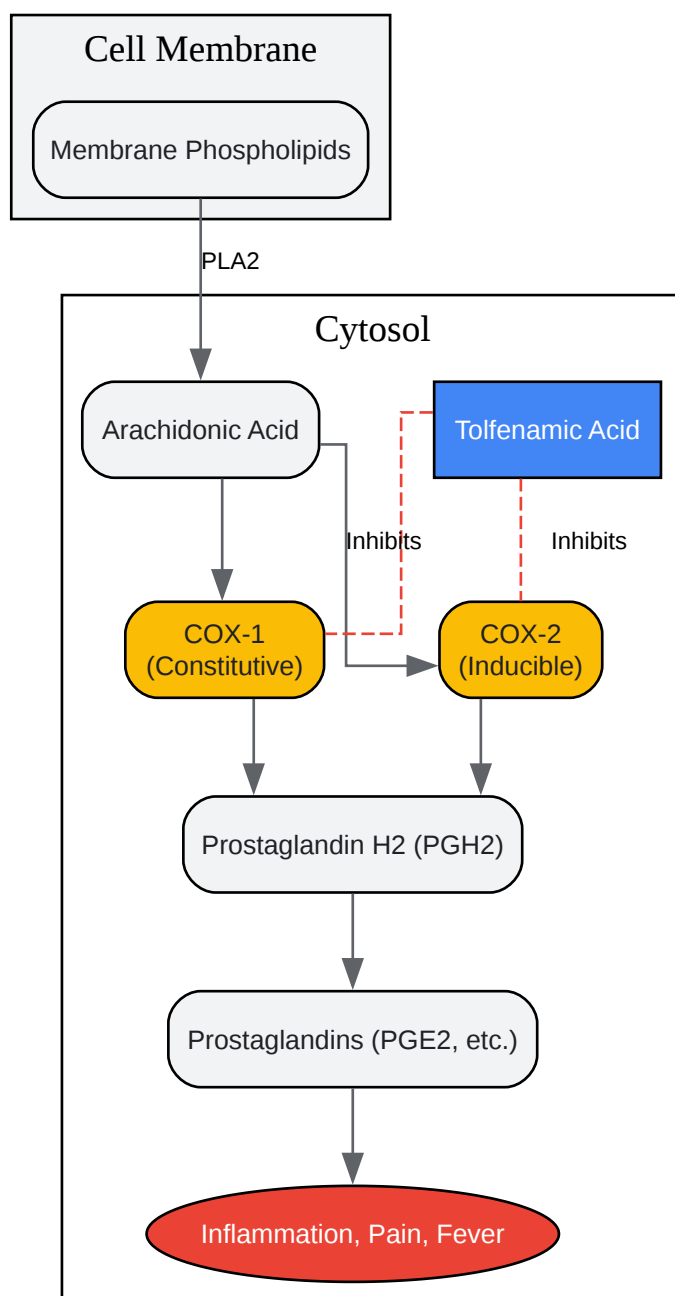 Cell Membrane
Membrane Phospholipids
PLA2
Cytosol
Arachidonic Acid
Tolfenamic Acid
Inhibits
Inhibits
COX-1
(Constitutive)
COX-2
(Inducible)
Prostaglandin H2 (PGH2)
Prostaglandins (PGE2, etc.)
Inflammation, Pain, Fever